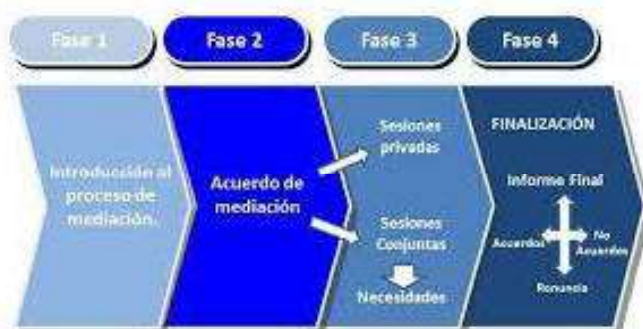 Fase 1
Fase 2
Fase 3
Fase 4
Introducción al
proceso de
mediación.
Acuerdo de
mediación
Sesiones
privadas
Sesiones
Conjuntas
Necesidades
FINALIZACIÓN
Informe Final
Acuerdos
No
Acuerdos
Renuncia